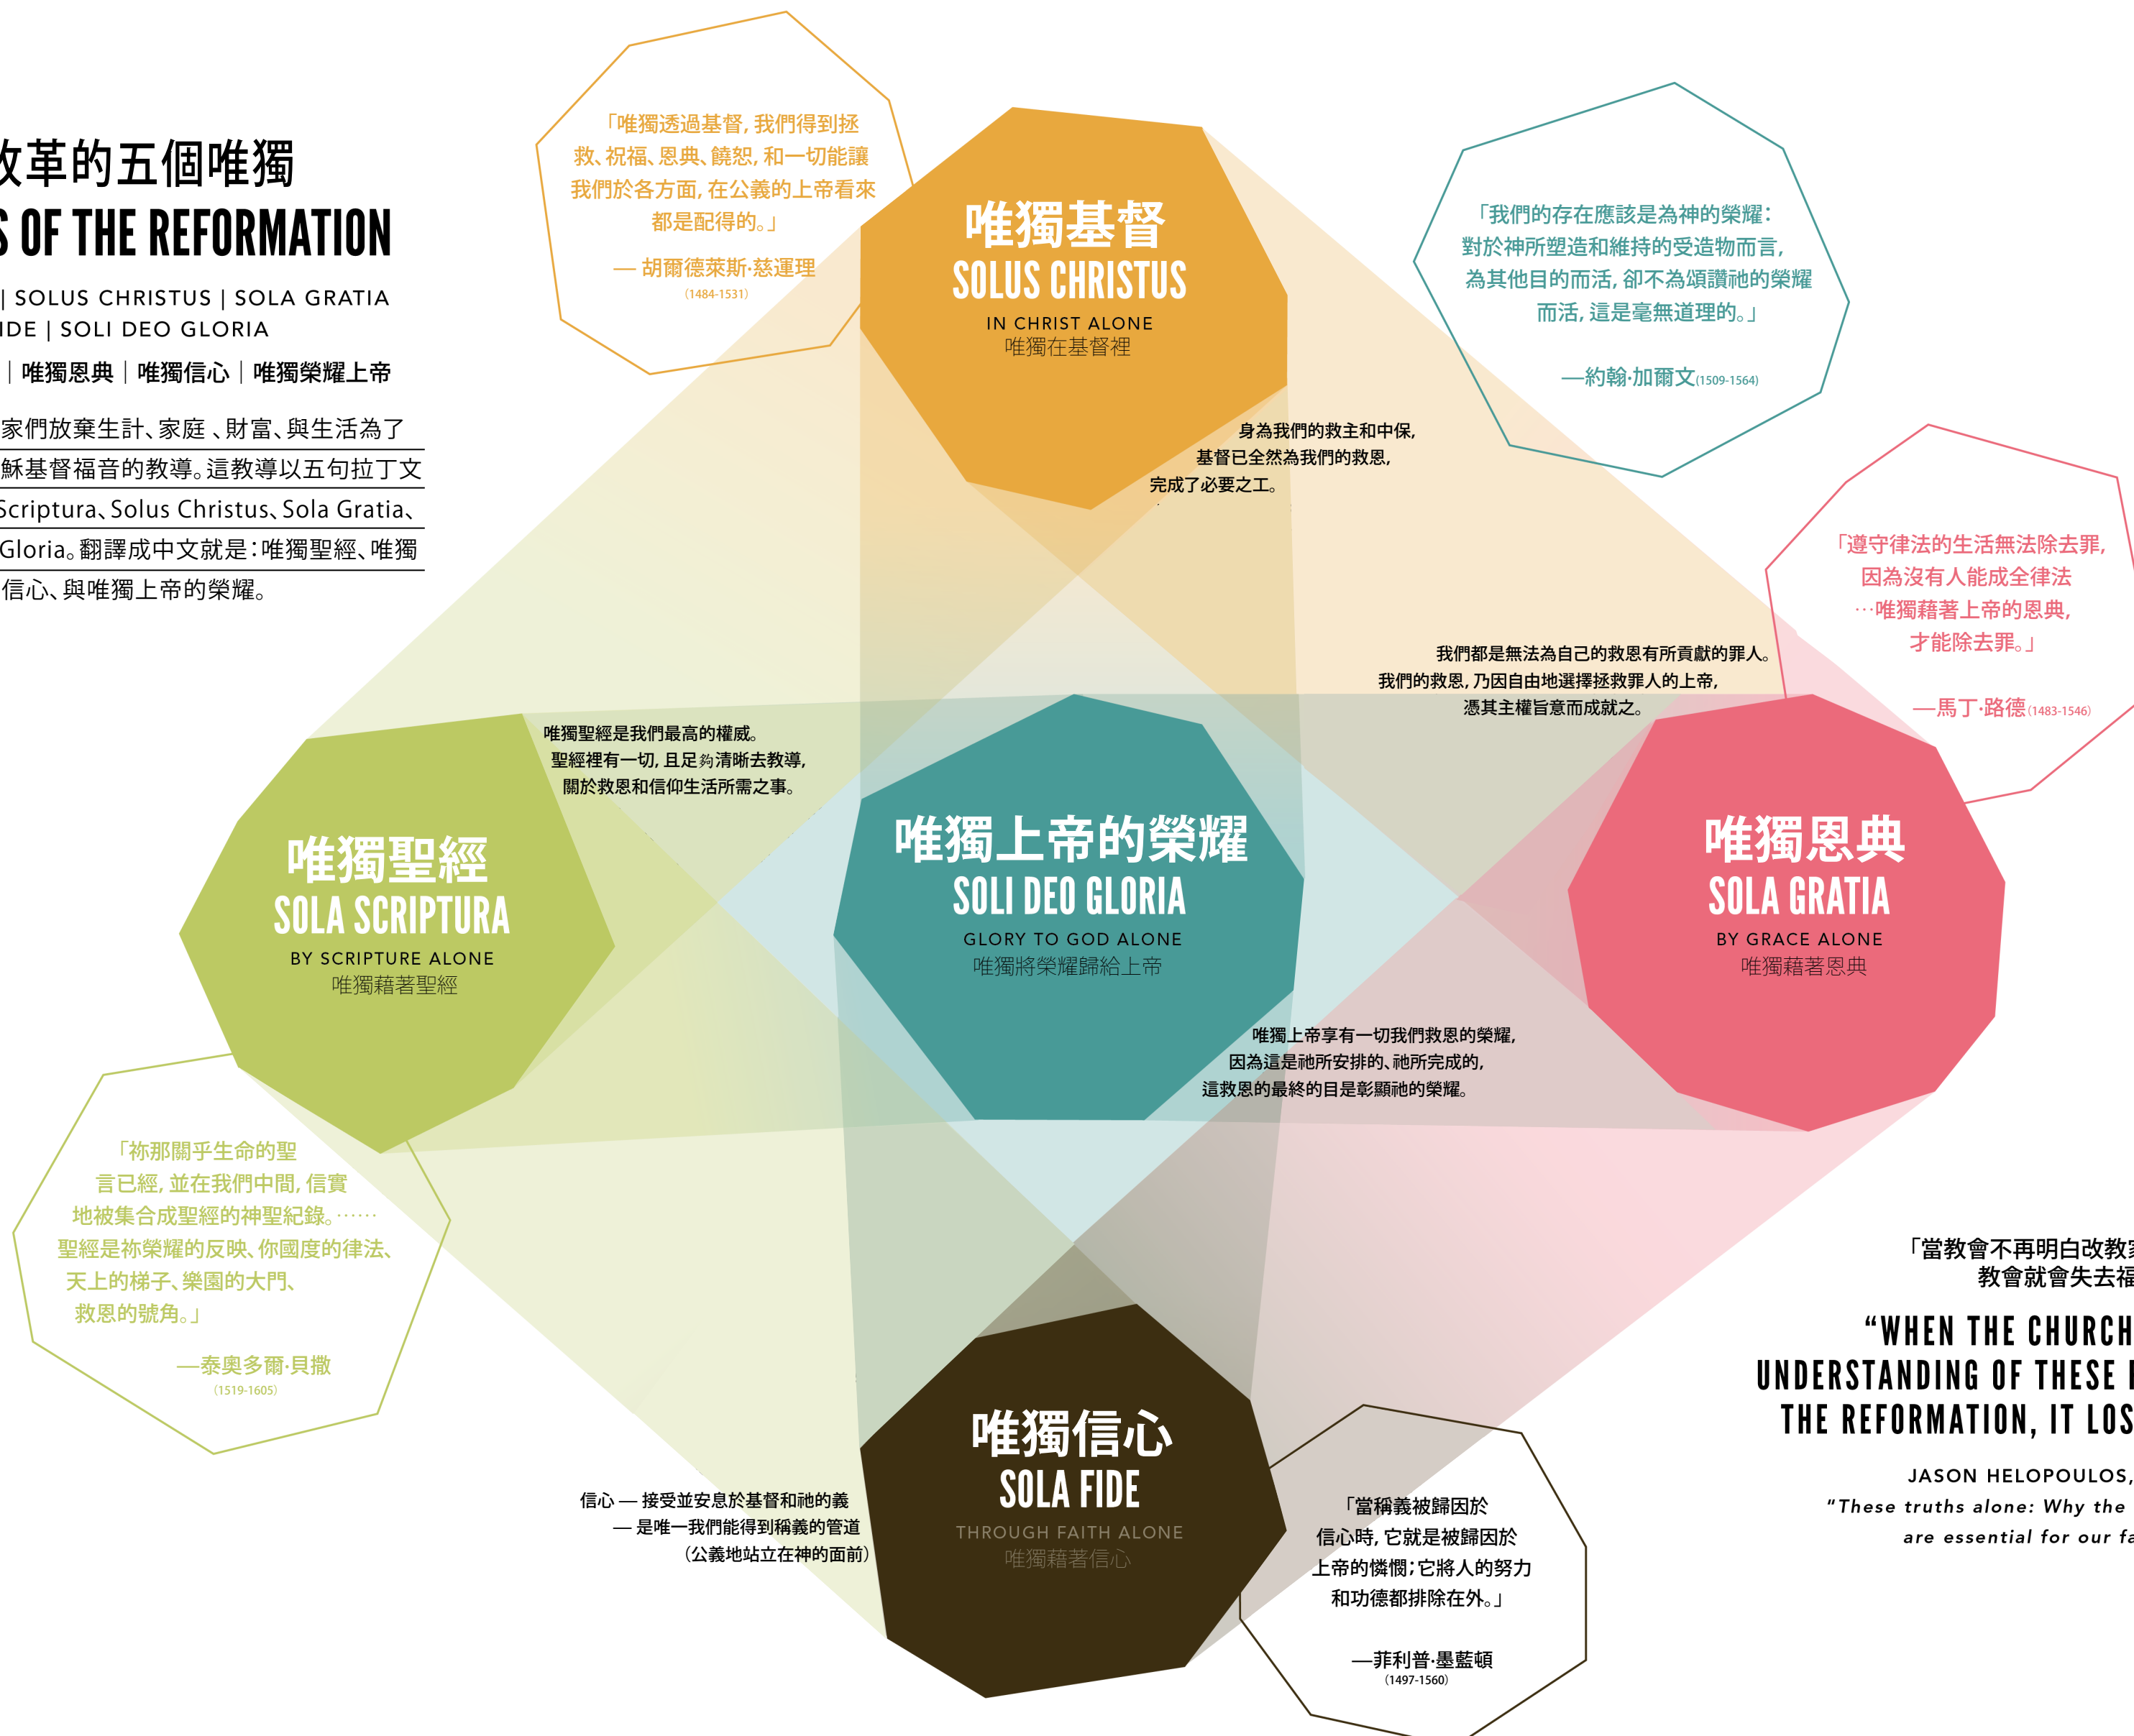 改革的五個唯獨
S OF THE REFORMATION
| SOLUS CHRISTUS | SOLA GRATIA
IDE | SOLI DEO GLORIA
｜唯獨恩典｜唯獨信心｜唯獨榮耀上帝
家們放棄生計、家庭、財富、與生活為了
穌基督福音的教導。這教導以五句拉丁文
Scriptura、Solus Christus、Sola Gratia、
Gloria。翻譯成中文就是：唯獨聖經、唯獨
信心、與唯獨上帝的榮耀。
「唯獨透過基督，我們得到拯
救、祝福、恩典、饒恕，和一切能讓
我們於各方面，在公義的上帝看來
都是配得的。」
— 胡爾德萊斯·慈運理
（1484-1531）
唯獨基督
SOLUS CHRISTUS
IN CHRIST ALONE
唯獨在基督裡
身為我們的救主和中保，
基督已全然為我們的救恩，
完成了必要之工。
「我們的存在應該是為神的榮耀：
對於神所塑造和維持的受造物而言，
為其他目的而活，卻不為頌讚祂的榮耀
而活，這是毫無道理的。」
—約翰·加爾文(1509-1564)
「遵守律法的生活無法除去罪，
因為沒有人能成全律法
…唯獨藉著上帝的恩典，
才能除去罪。」
—馬丁·路德（1483-1546）
我們都是無法為自己的救恩有所貢獻的罪人。
我們的救恩，乃因自由地選擇拯救罪人的上帝，
憑其主權旨意而成就之。
唯獨聖經是我們最高的權威。
聖經裡有一切，且足夠清晰去教導，
關於救恩和信仰生活所需之事。
唯獨聖經
SOLA SCRIPTURA
BY SCRIPTURE ALONE
唯獨藉著聖經
唯獨上帝的榮耀
SOLI DEO GLORIA
GLORY TO GOD ALONE
唯獨將榮耀歸給上帝
唯獨恩典
SOLA GRATIA
BY GRACE ALONE
唯獨藉著恩典
唯獨上帝享有一切我們救恩的榮耀，
因為這是祂所安排的、祂所完成的，
這救恩的最終的目是彰顯祂的榮耀。
「祢那關乎生命的聖
言已經，並在我們中間，信實
地被集合成聖經的神聖紀錄。……
聖經是祢榮耀的反映、你國度的律法、
天上的梯子、樂園的大門、
救恩的號角。」
—泰奧多爾·貝撒
（1519-1605）
信心 — 接受並安息於基督和祂的義
— 是唯一我們能得到稱義的管道
（公義地站立在神的面前）
唯獨信心
SOLA FIDE
THROUGH FAITH ALONE
唯獨藉著信心
「當稱義被歸因於
信心時，它就是被歸因於
上帝的憐憫；它將人的努力
和功德都排除在外。」
—菲利普·墨藍頓
（1497-1560）
「當教會不再明白改教
教會就會失去福
“WHEN THE CHURCH
UNDERSTANDING OF THESE
THE REFORMATION, IT LOS
JASON HELOPOULOS,
“These truths alone: Why the
are essential for our fa